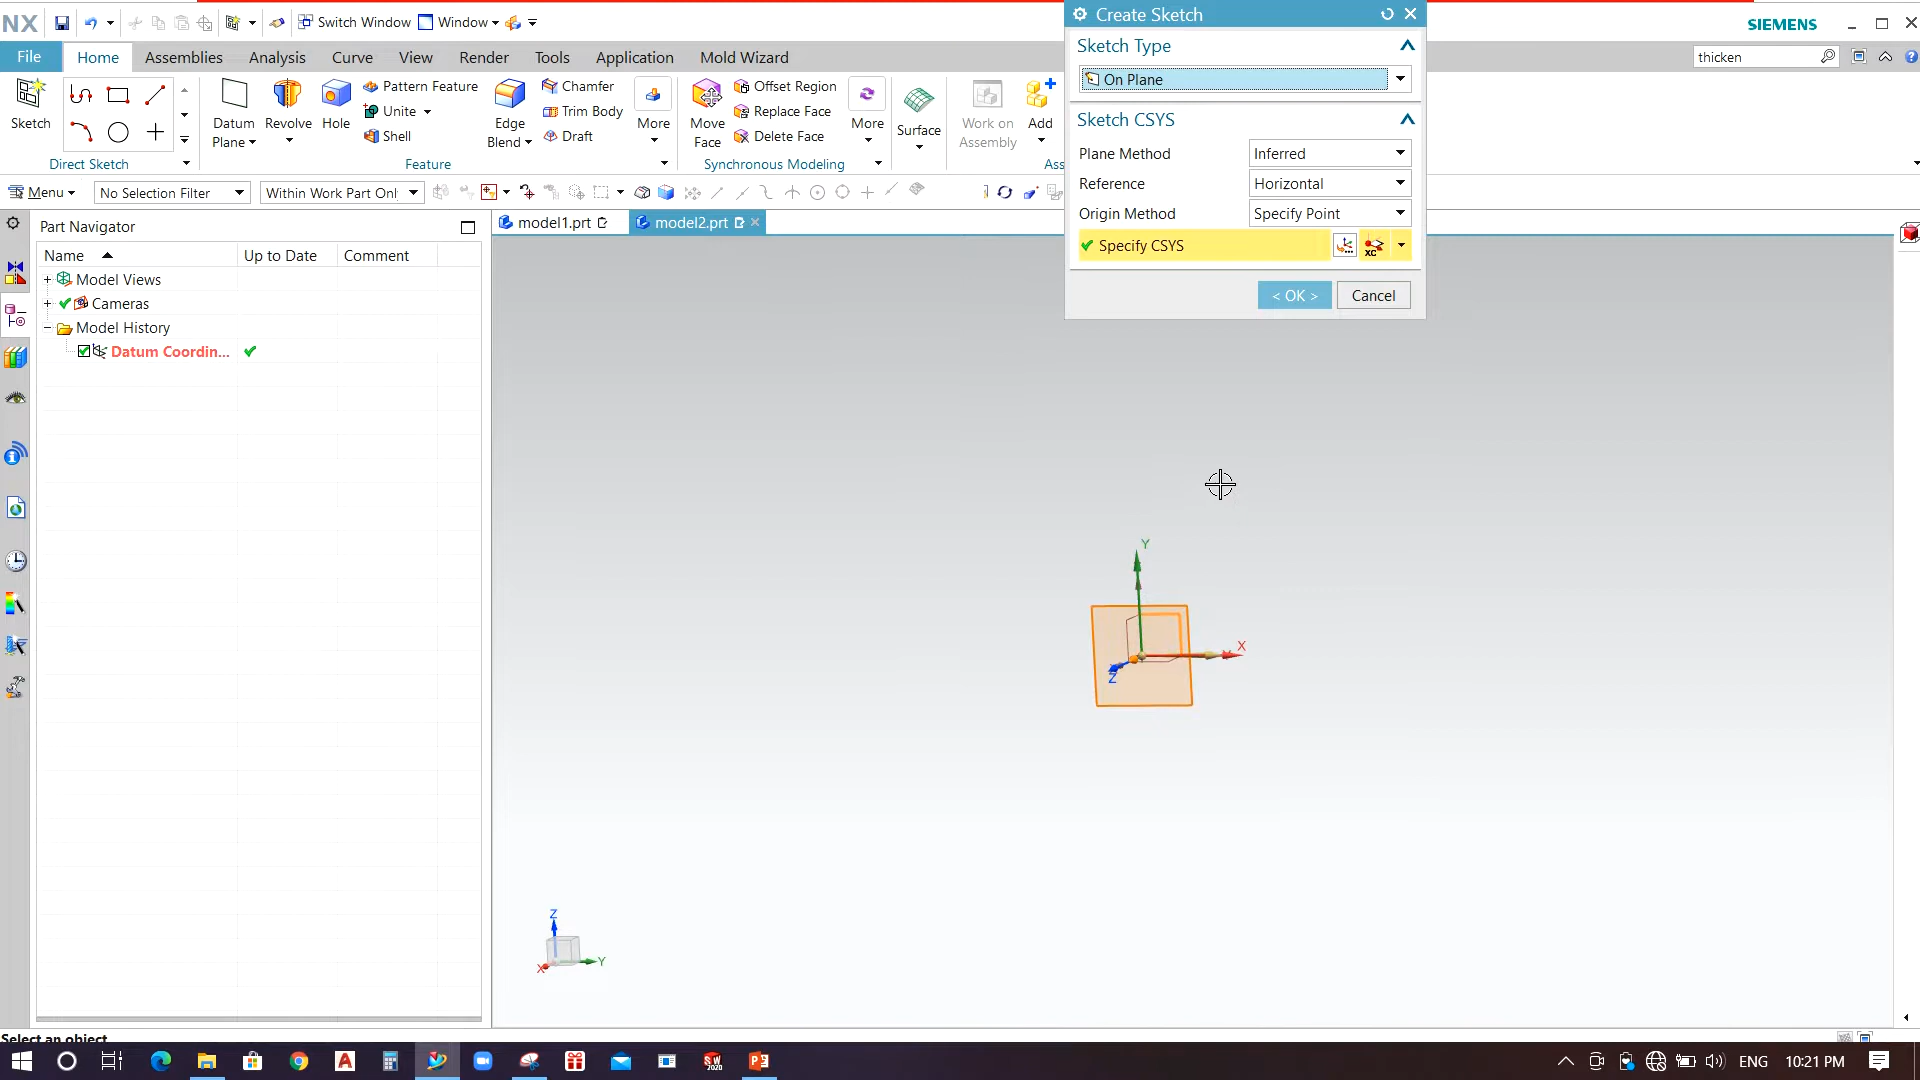 NX Switch Window Window SIEMENS
File Home Assemblies Analysis Curve View Render Tools Application Mold Wizard thicken
Create Sketch
Sketch Type
On Plane
Sketch CSYS
Plane Method Inferred
Reference Horizontal
Origin Method Specify Point
Specify CSYS
< OK > Cancel
Sketch
Direct Sketch
Datum Plane
Revolve
Hole
Pattern Feature
Unite
Shell
Edge Blend
Chamfer
Trim Body
Draft
More
Feature
Move Face
Offset Region
Replace Face
Delete Face
More
Synchronous Modeling
Surface
Work on Assembly
Add
Ass
Menu No Selection Filter Within Work Part Onl
Part Navigator
model1.prt model2.prt
Name Up to Date Comment
Model Views
Cameras
Model History
Datum Coordin...
Y
X
Z
Z
Y
X
XC
Select an object
SW 2020
ENG 10:21 PM